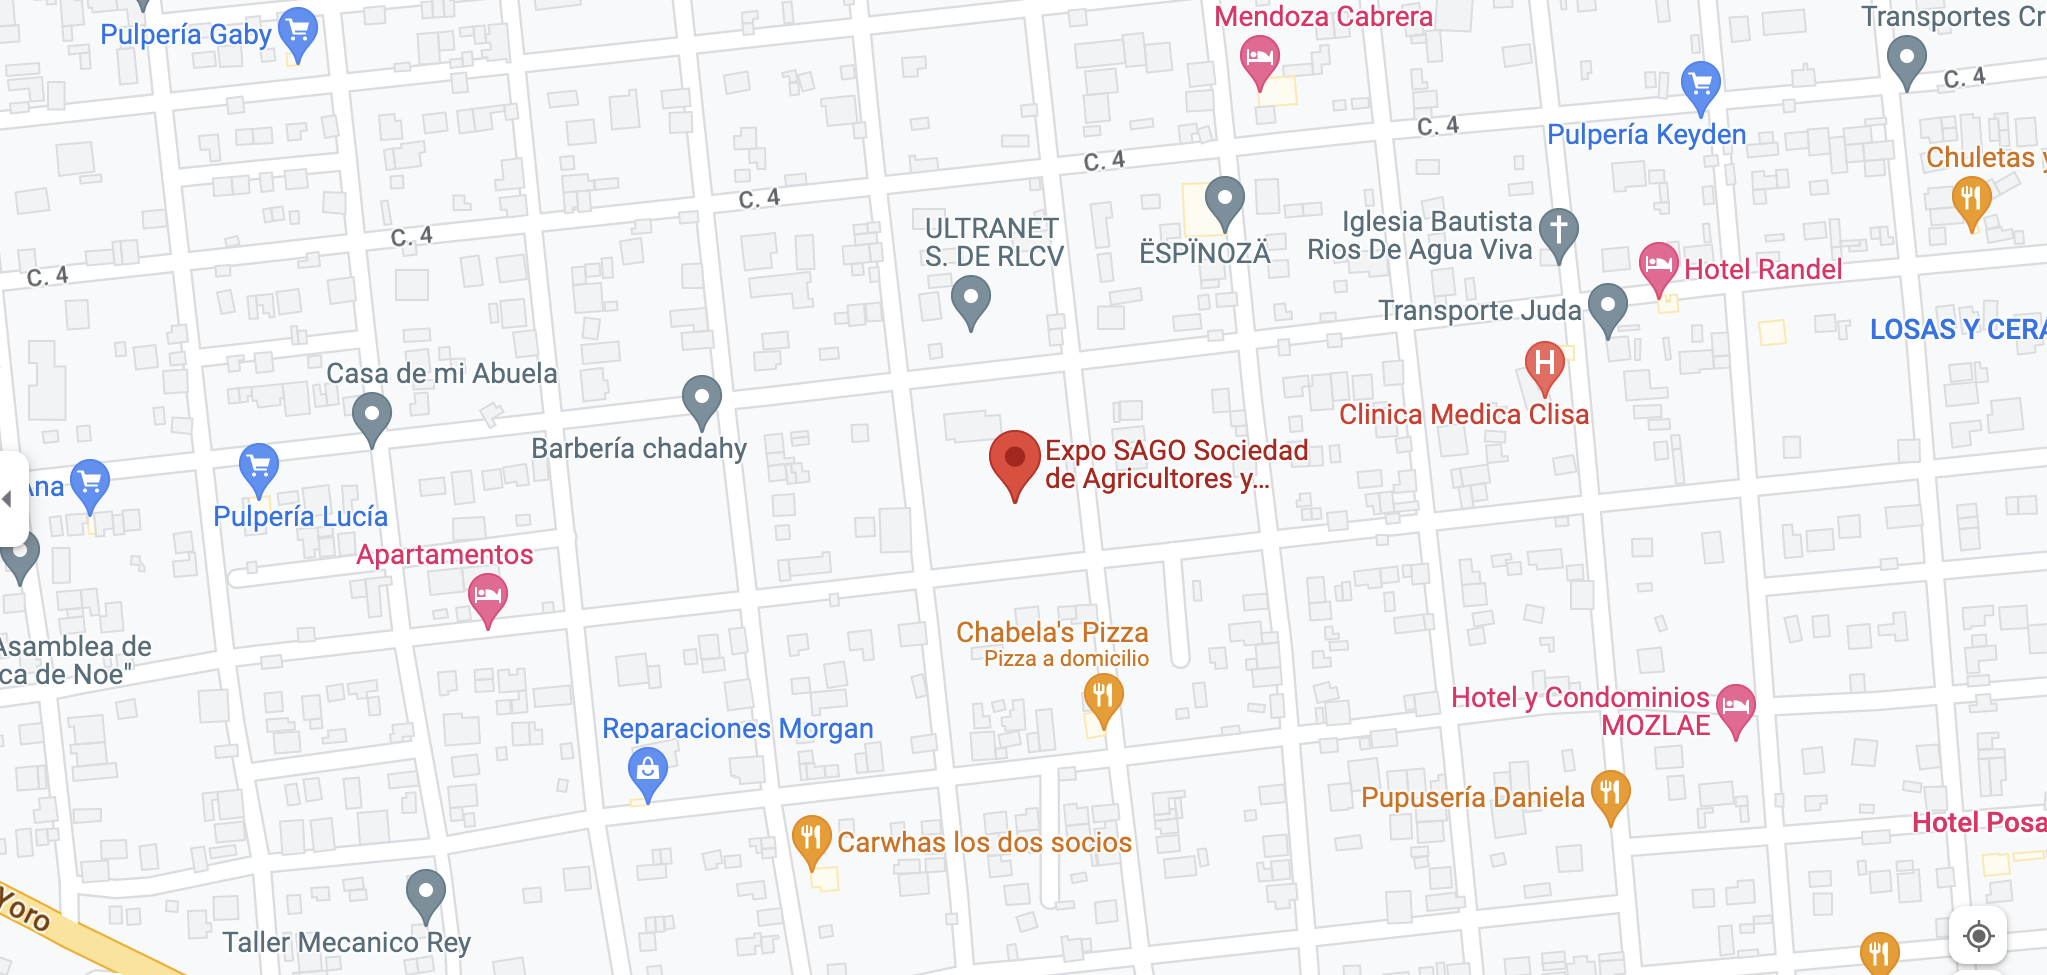 Mendoza Cabrera
Transportes Cr
Pulpería Gaby
C. 4
C. 4
Pulpería Keyden
C. 4
Chuletas y
C. 4
ULTRANET
S. DE RLCV
ËSPÏNOZÄ
Iglesia Bautista
Rios De Agua Viva
C. 4
C. 4
Hotel Randel
Transporte Juda
LOSAS Y CERÁ
Casa de mi Abuela
Clinica Medica Clisa
Barbería chadahy
Expo SAGO Sociedad
de Agricultores y...
Ana
Pulpería Lucía
Apartamentos
Asamblea de
ca de Noe"
Chabela's Pizza
Pizza a domicilio
Hotel y Condominios
MOZLAE
Reparaciones Morgan
Pupusería Daniela
Hotel Posa
Carwhas los dos socios
Yoro
Taller Mecanico Rey